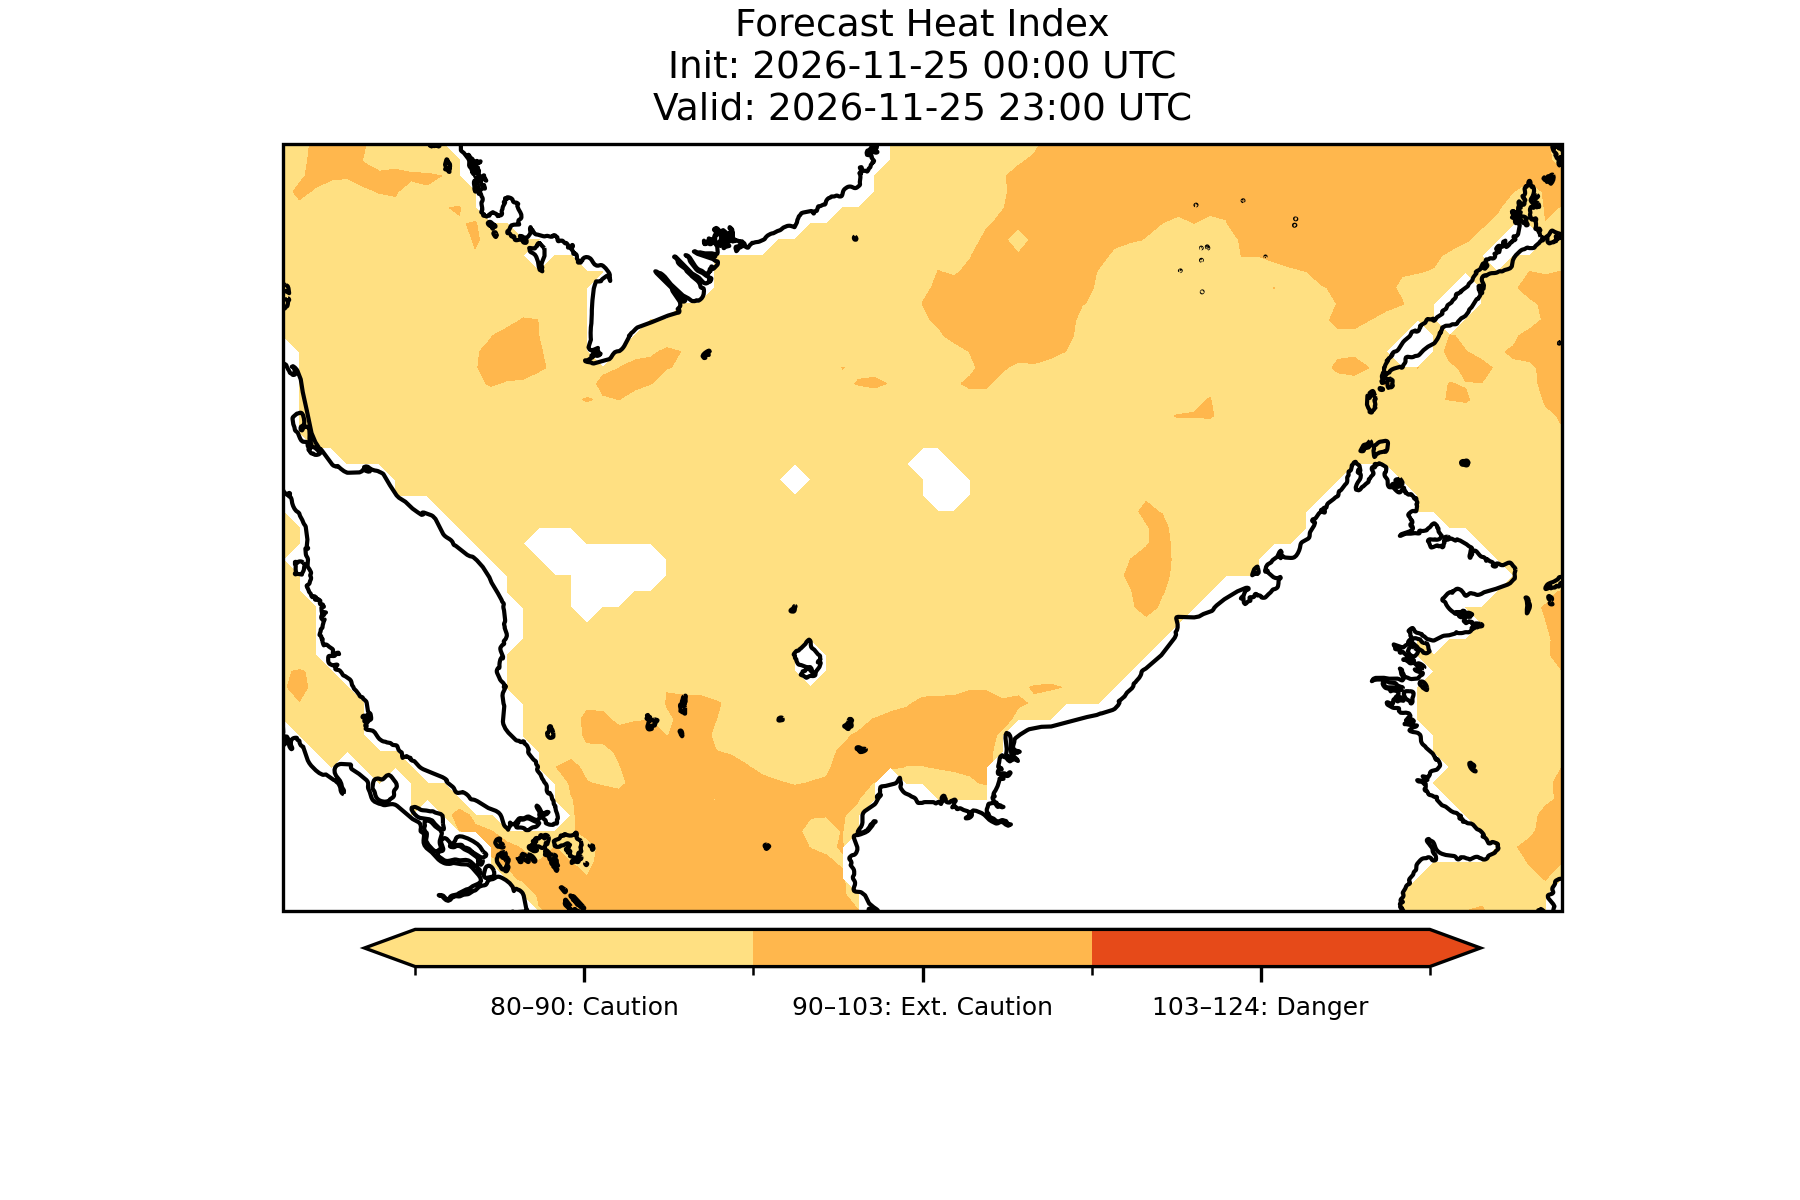 Forecast Heat Index
Init: 2026-11-25 00:00 UTC
Valid: 2026-11-25 23:00 UTC
80–90: Caution
90–103: Ext. Caution
103–124: Danger